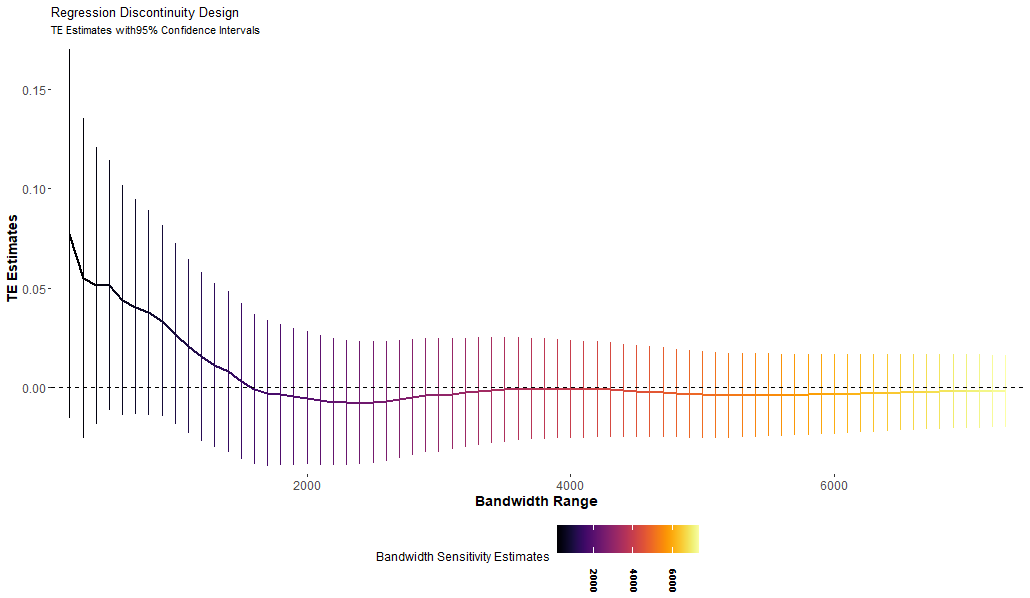 Regression Discontinuity Design
TE Estimates with95% Confidence Intervals
TE Estimates
0.15
0.10
0.05
0.00
2000
4000
6000
Bandwidth Range
Bandwidth Sensitivity Estimates
2000
4000
6000